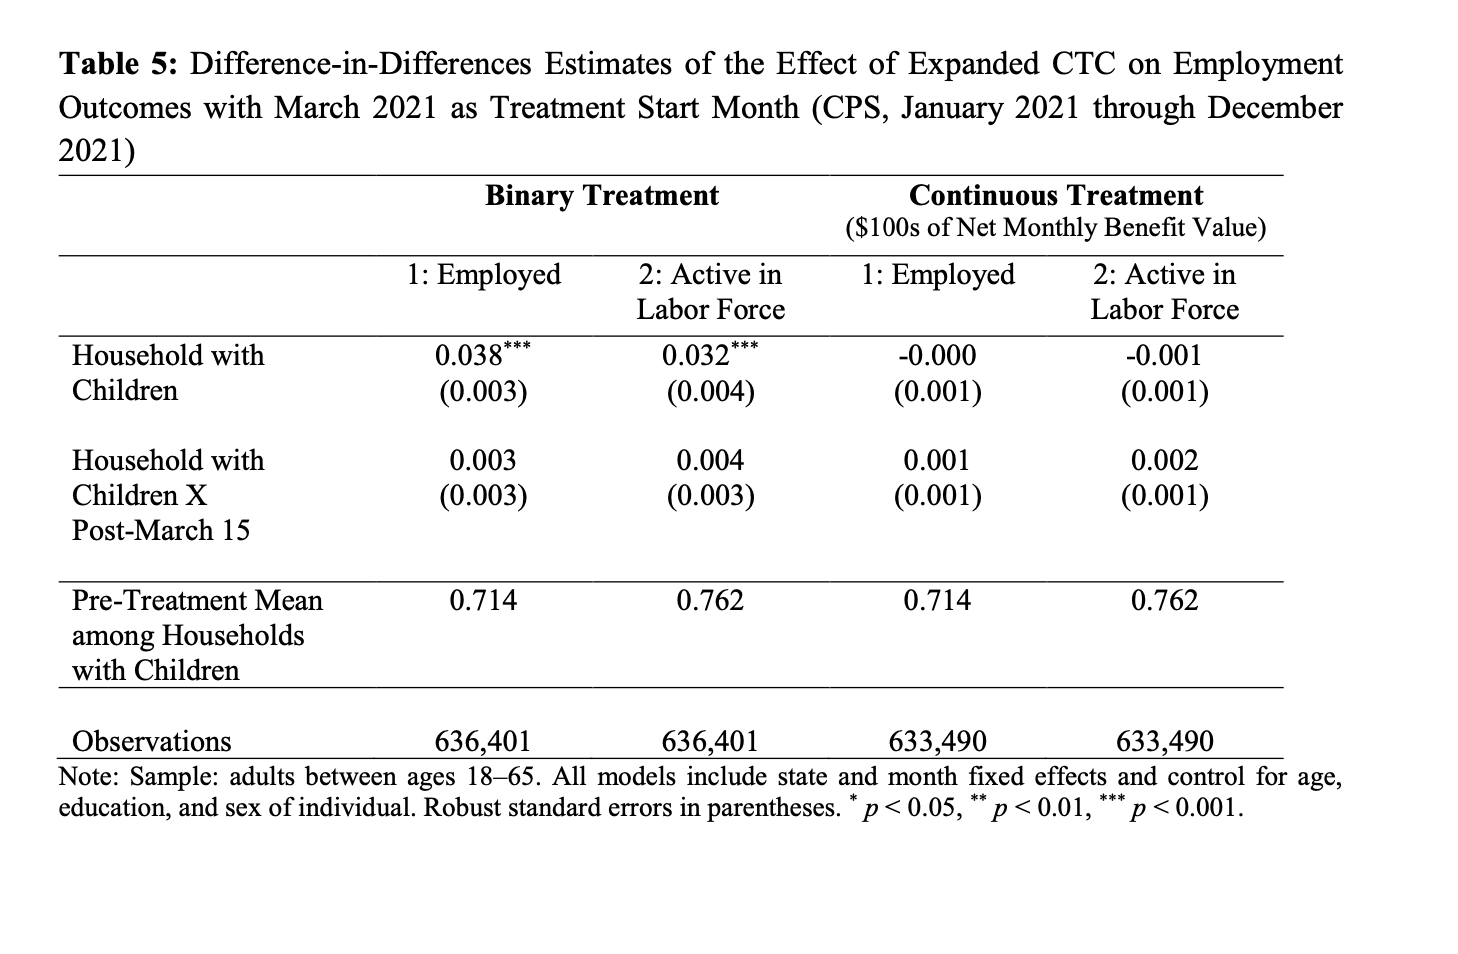 Table 5: Difference-in-Differences Estimates of the Effect of Expanded CTC on Employment
Outcomes with March 2021 as Treatment Start Month (CPS, January 2021 through December
2021)
Binary Treatment Continuous Treatment
($100s of Net Monthly Benefit Value)
1: Employed 2: Active in 1: Employed 2: Active in
Labor Force Labor Force
Household with 0.038*** 0.032*** -0.000 -0.001
Children (0.003) (0.004) (0.001) (0.001)
Household with 0.003 0.004 0.001 0.002
Children X (0.003) (0.003) (0.001) (0.001)
Post-March 15
Pre-Treatment Mean 0.714 0.762 0.714 0.762
among Households
with Children
Observations 636,401 636,401 633,490 633,490
Note: Sample: adults between ages 18–65. All models include state and month fixed effects and control for age,
education, and sex of individual. Robust standard errors in parentheses. * p < 0.05, ** p < 0.01, *** p < 0.001.